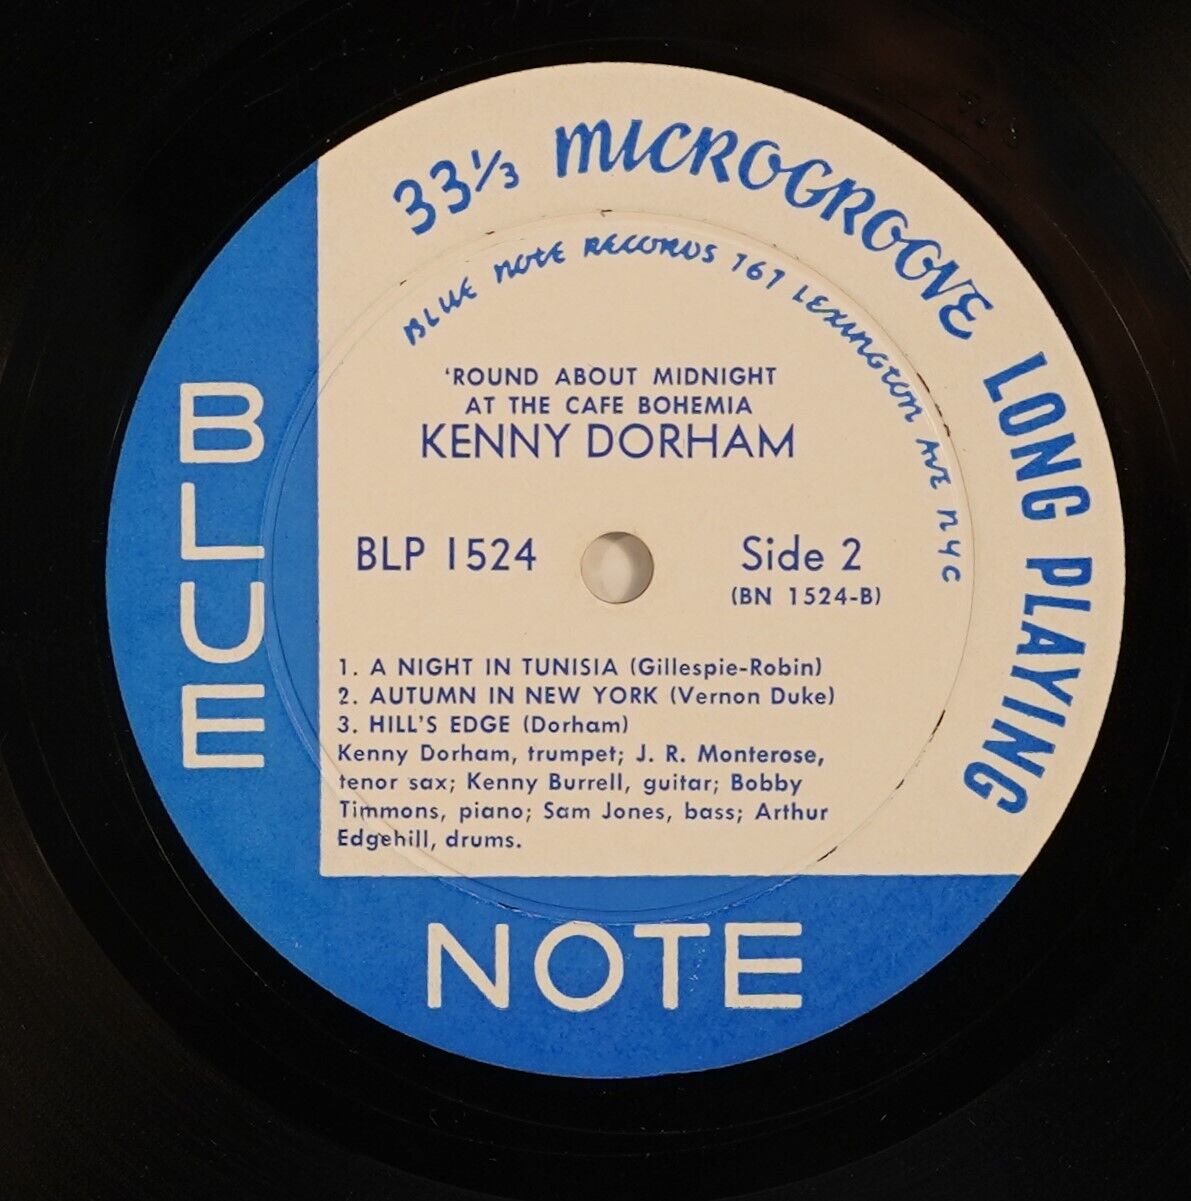 33⅓ MICROGROOVE LONG PLAYING
BLUE NOTE RECORDS 767 LEXINGTON AVE NYC
'ROUND ABOUT MIDNIGHT
AT THE CAFE BOHEMIA
KENNY DORHAM
BLP 1524
Side 2
(BN 1524-B)
1. A NIGHT IN TUNISIA (Gillespie-Robin)
2. AUTUMN IN NEW YORK (Vernon Duke)
3. HILL'S EDGE (Dorham)
Kenny Dorham, trumpet; J. R. Monterose,
tenor sax; Kenny Burrell, guitar; Bobby
Timmons, piano; Sam Jones, bass; Arthur
Edgehill, drums.
BLUE
NOTE